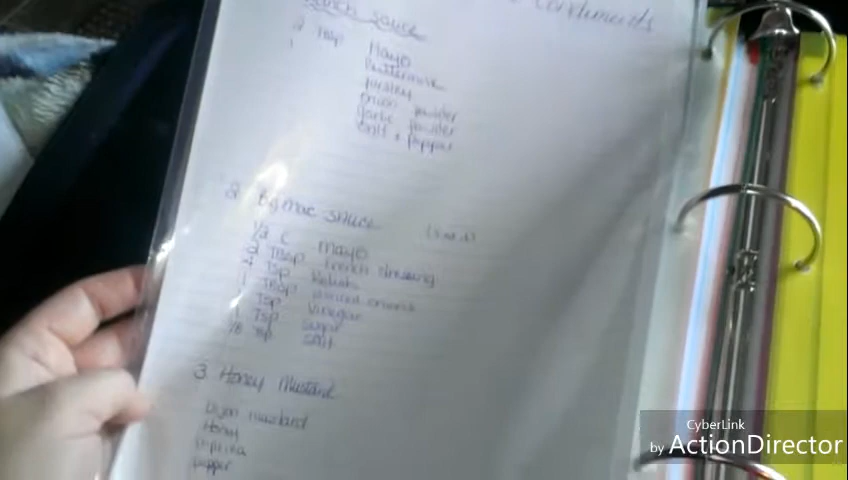 Condiments
Ranch sauce
2 Tbsp Mayo
1 Buttermilk
parsley
onion powder
garlic powder
Salt + Pepper
2 Big mac sauce
1/2 C mayo
2 Tbsp french dressing
4 Tsp Relish
1 Tbsp minced onions
1 Tsp Vinegar
1 Tsp Sugar
1/8 Tsp Salt
3 Honey Mustard
Dijon mustard
Honey
Paprika
pepper
CyberLink
by ActionDirector